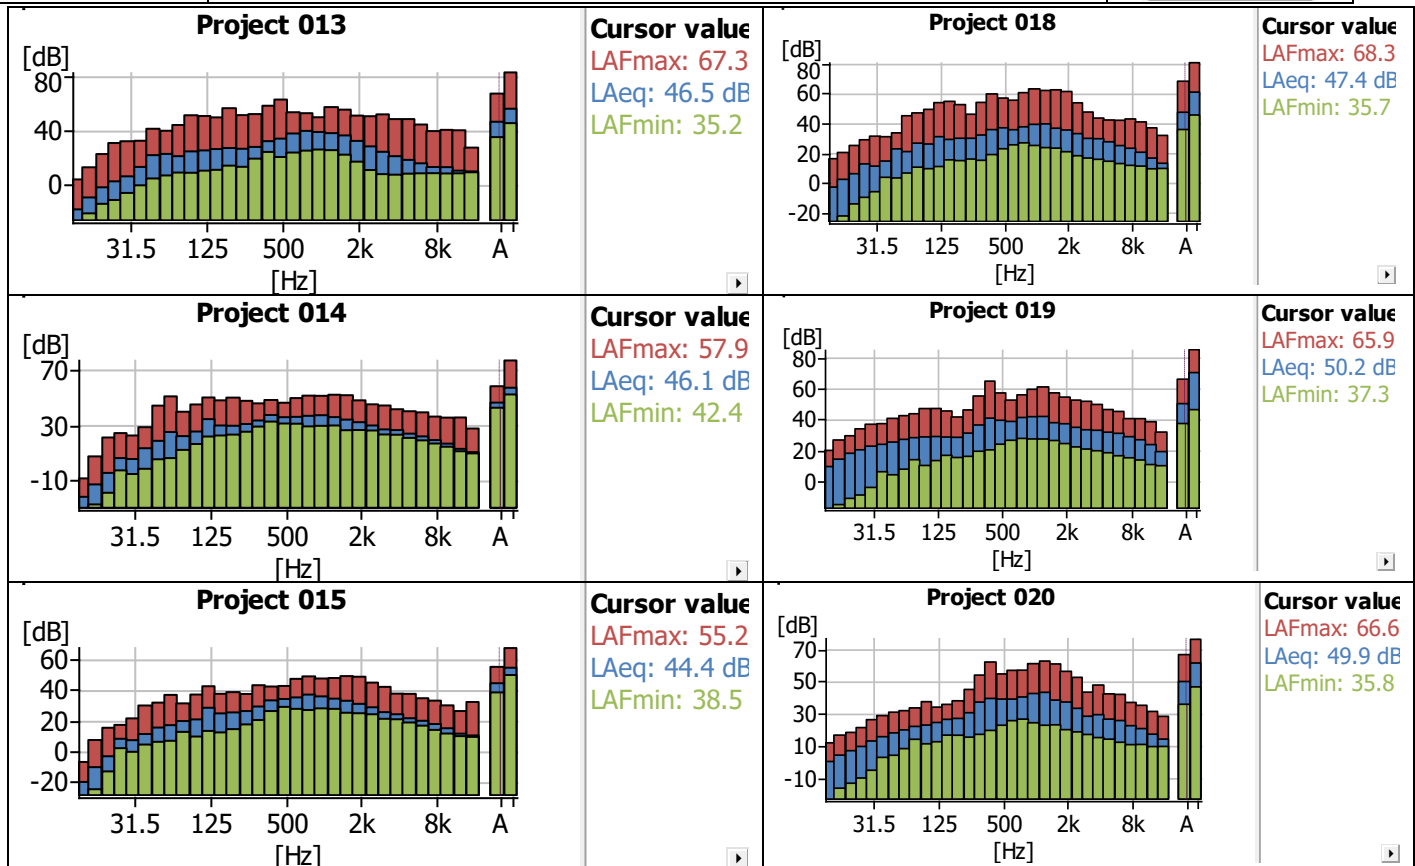 Project 013
[dB]
80
40
0
31.5 125 500 2k 8k A
[Hz]
Cursor value
LAFmax: 67.3
LAeq: 46.5 dB
LAFmin: 35.2
Project 018
[dB]
80
60
40
20
0
-20
31.5 125 500 2k 8k A
[Hz]
Cursor value
LAFmax: 68.3
LAeq: 47.4 dB
LAFmin: 35.7
Project 014
[dB]
70
30
-10
31.5 125 500 2k 8k A
[Hz]
Cursor value
LAFmax: 57.9
LAeq: 46.1 dB
LAFmin: 42.4
Project 019
[dB]
80
60
40
20
0
31.5 125 500 2k 8k A
[Hz]
Cursor value
LAFmax: 65.9
LAeq: 50.2 dB
LAFmin: 37.3
Project 015
[dB]
60
40
20
0
-20
31.5 125 500 2k 8k A
[Hz]
Cursor value
LAFmax: 55.2
LAeq: 44.4 dB
LAFmin: 38.5
Project 020
[dB]
70
50
30
10
-10
31.5 125 500 2k 8k A
[Hz]
Cursor value
LAFmax: 66.6
LAeq: 49.9 dB
LAFmin: 35.8